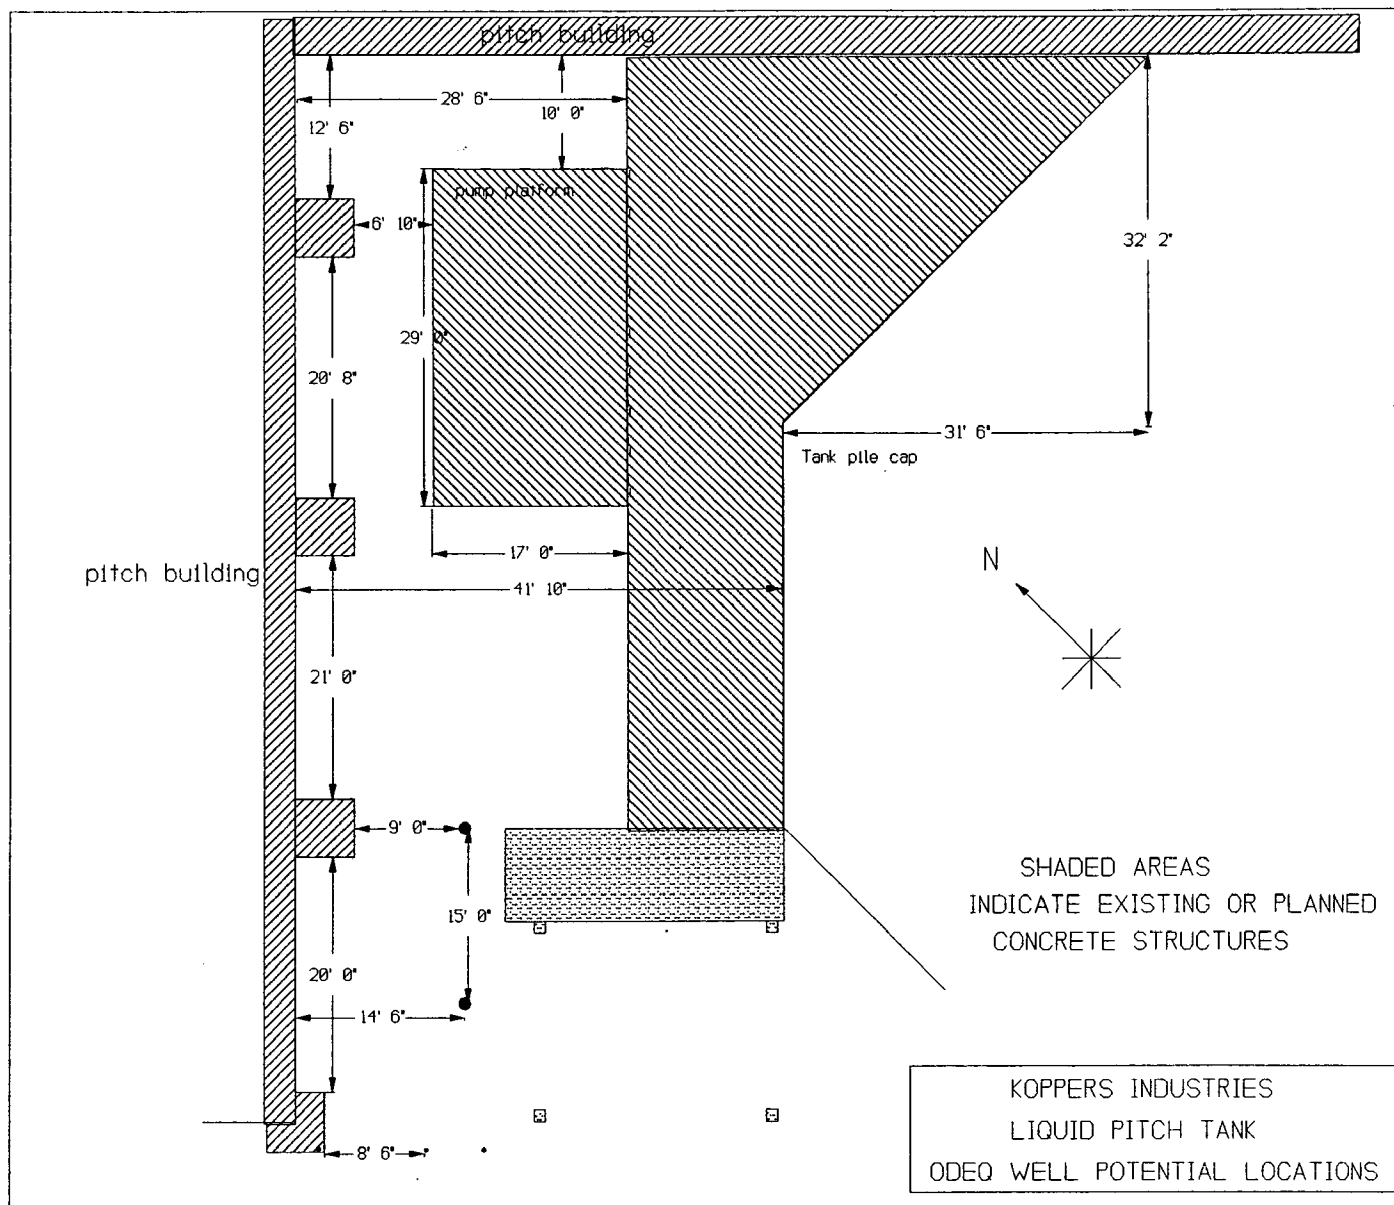 pitch building
28' 6"
10' 0"
12' 6"
pump platform
6' 10"
32' 2"
29' 0"
20' 8"
31' 6"
Tank pile cap
17' 0"
pitch building
41' 10"
N
21' 0"
9' 0"
SHADED AREAS
INDICATE EXISTING OR PLANNED
CONCRETE STRUCTURES
15' 0"
20' 0"
14' 6"
KOPPERS INDUSTRIES
LIQUID PITCH TANK
ODEQ WELL POTENTIAL LOCATIONS
8' 6"